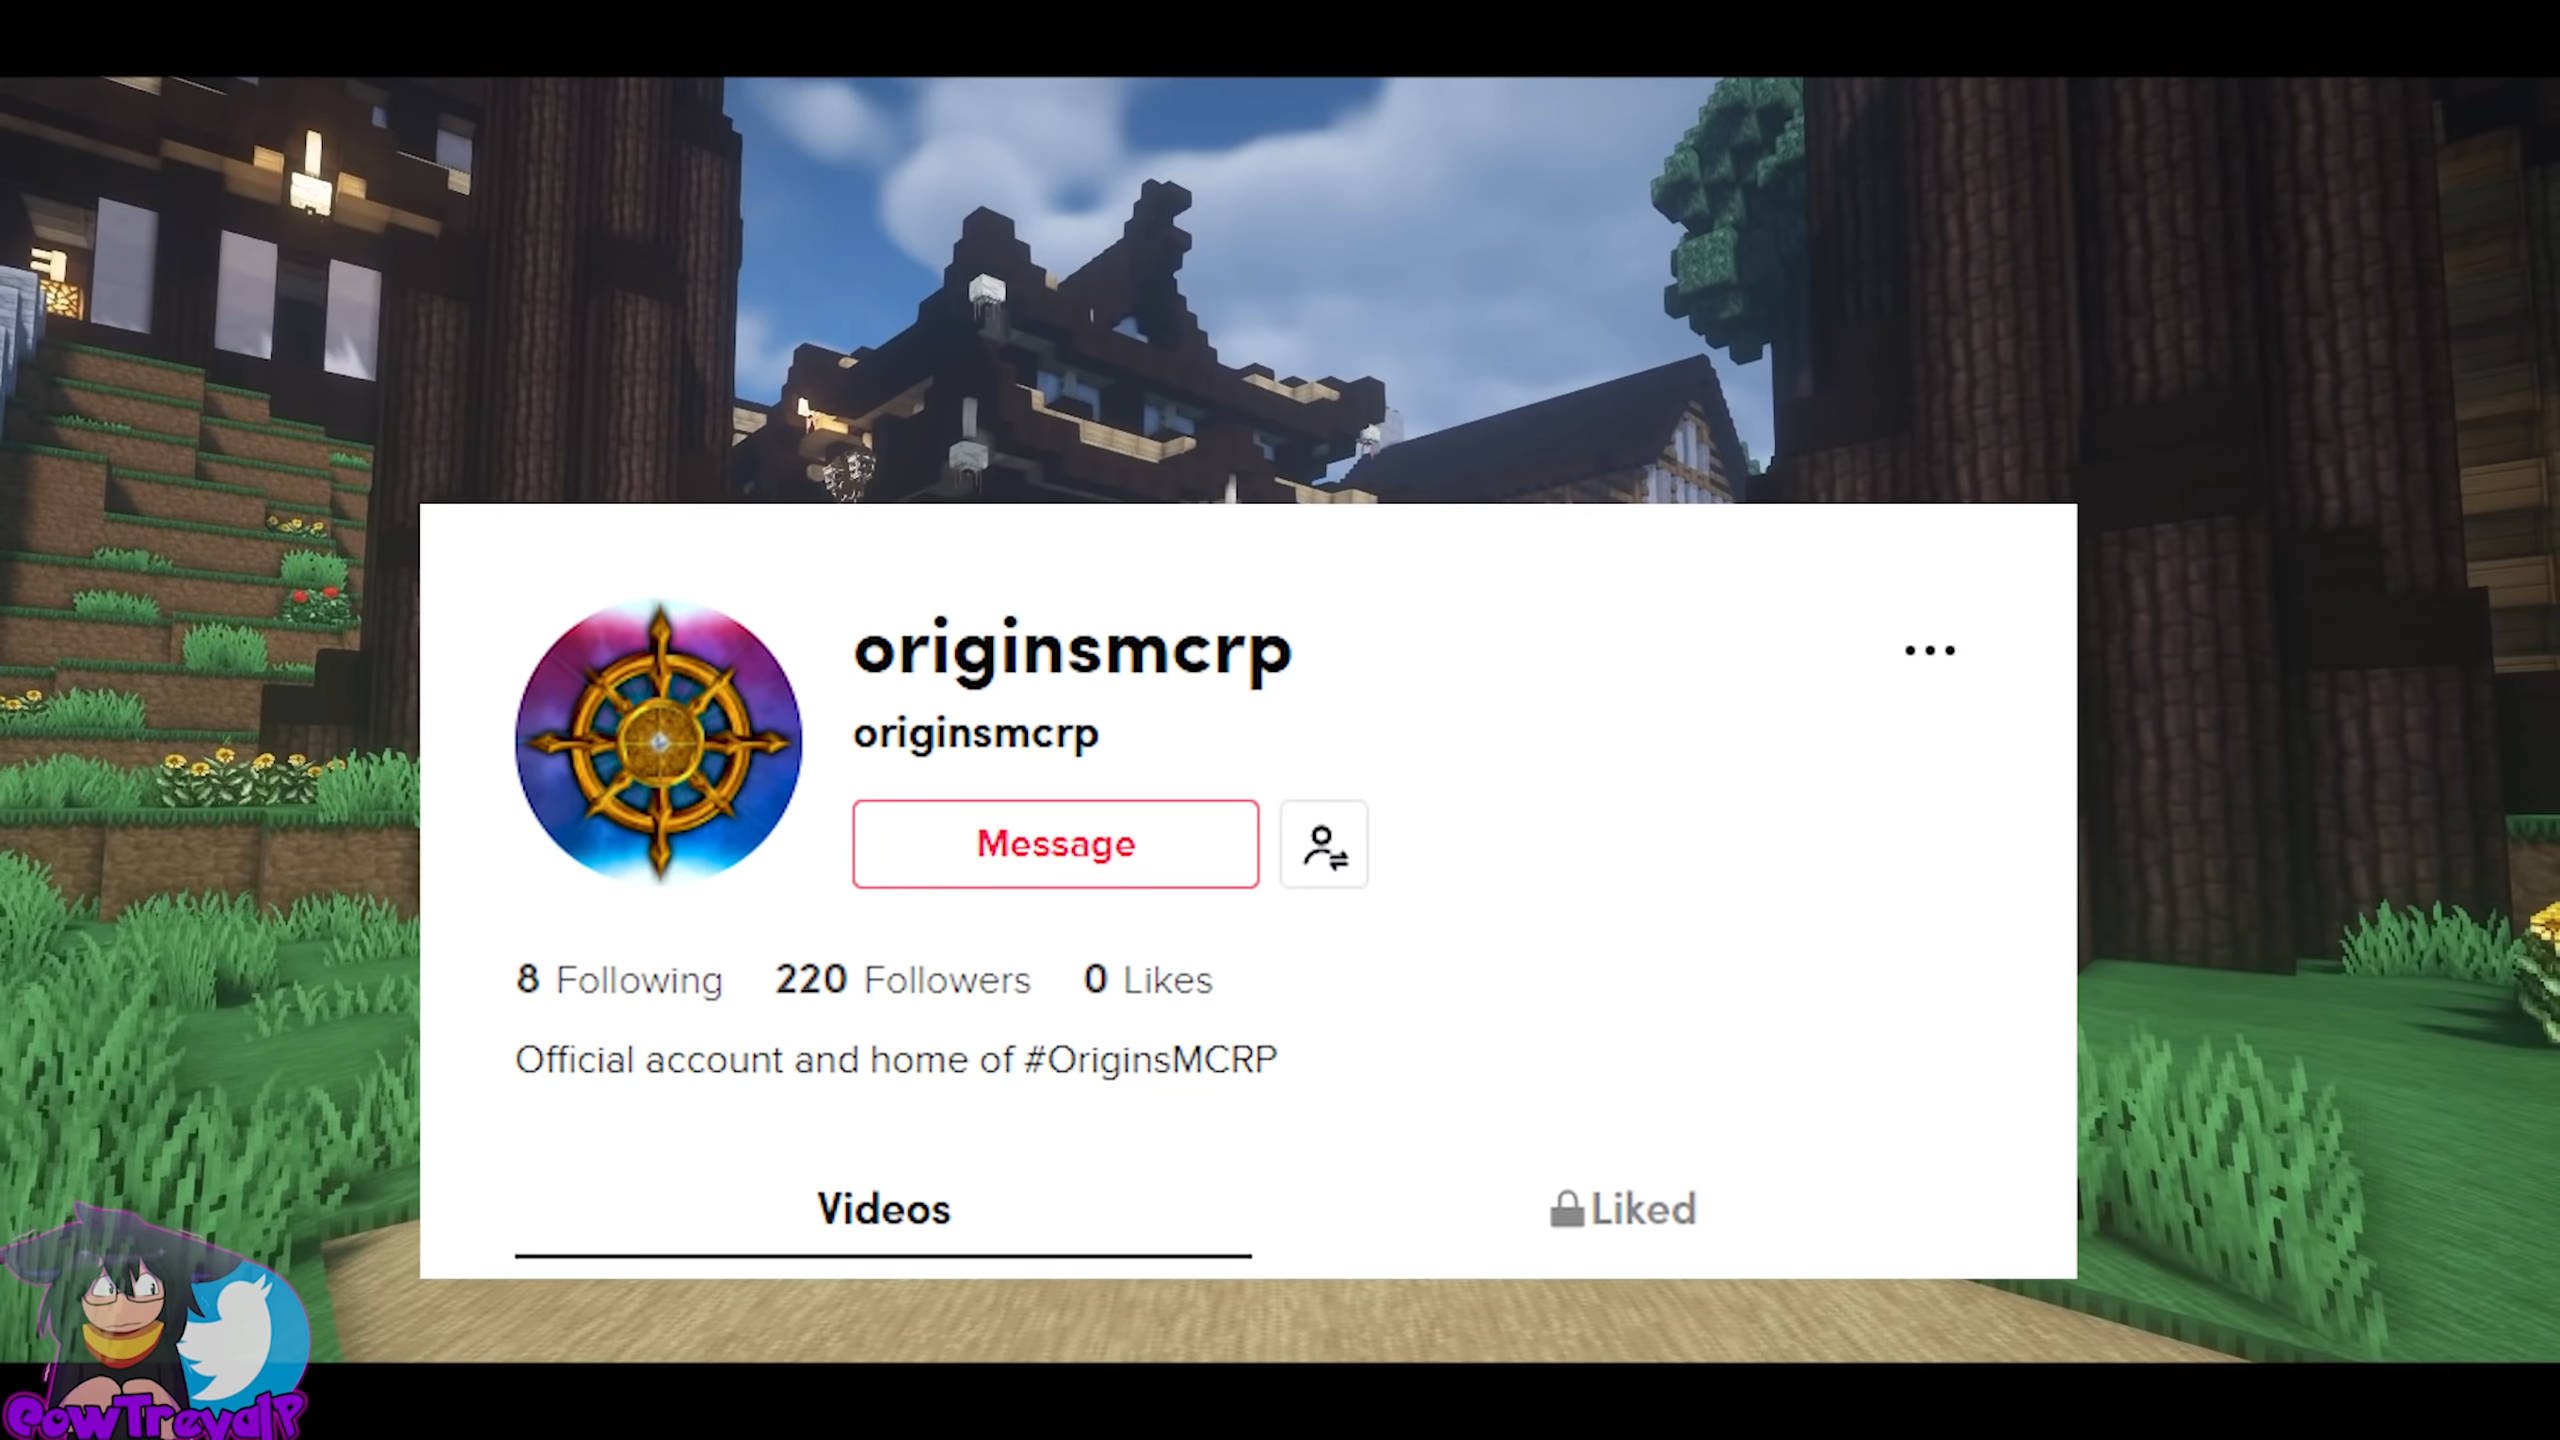 originsmcrp
originsmcrp
Message
8 Following 220 Followers 0 Likes
Official account and home of #OriginsMCRP
Videos Liked
CowTrevalP